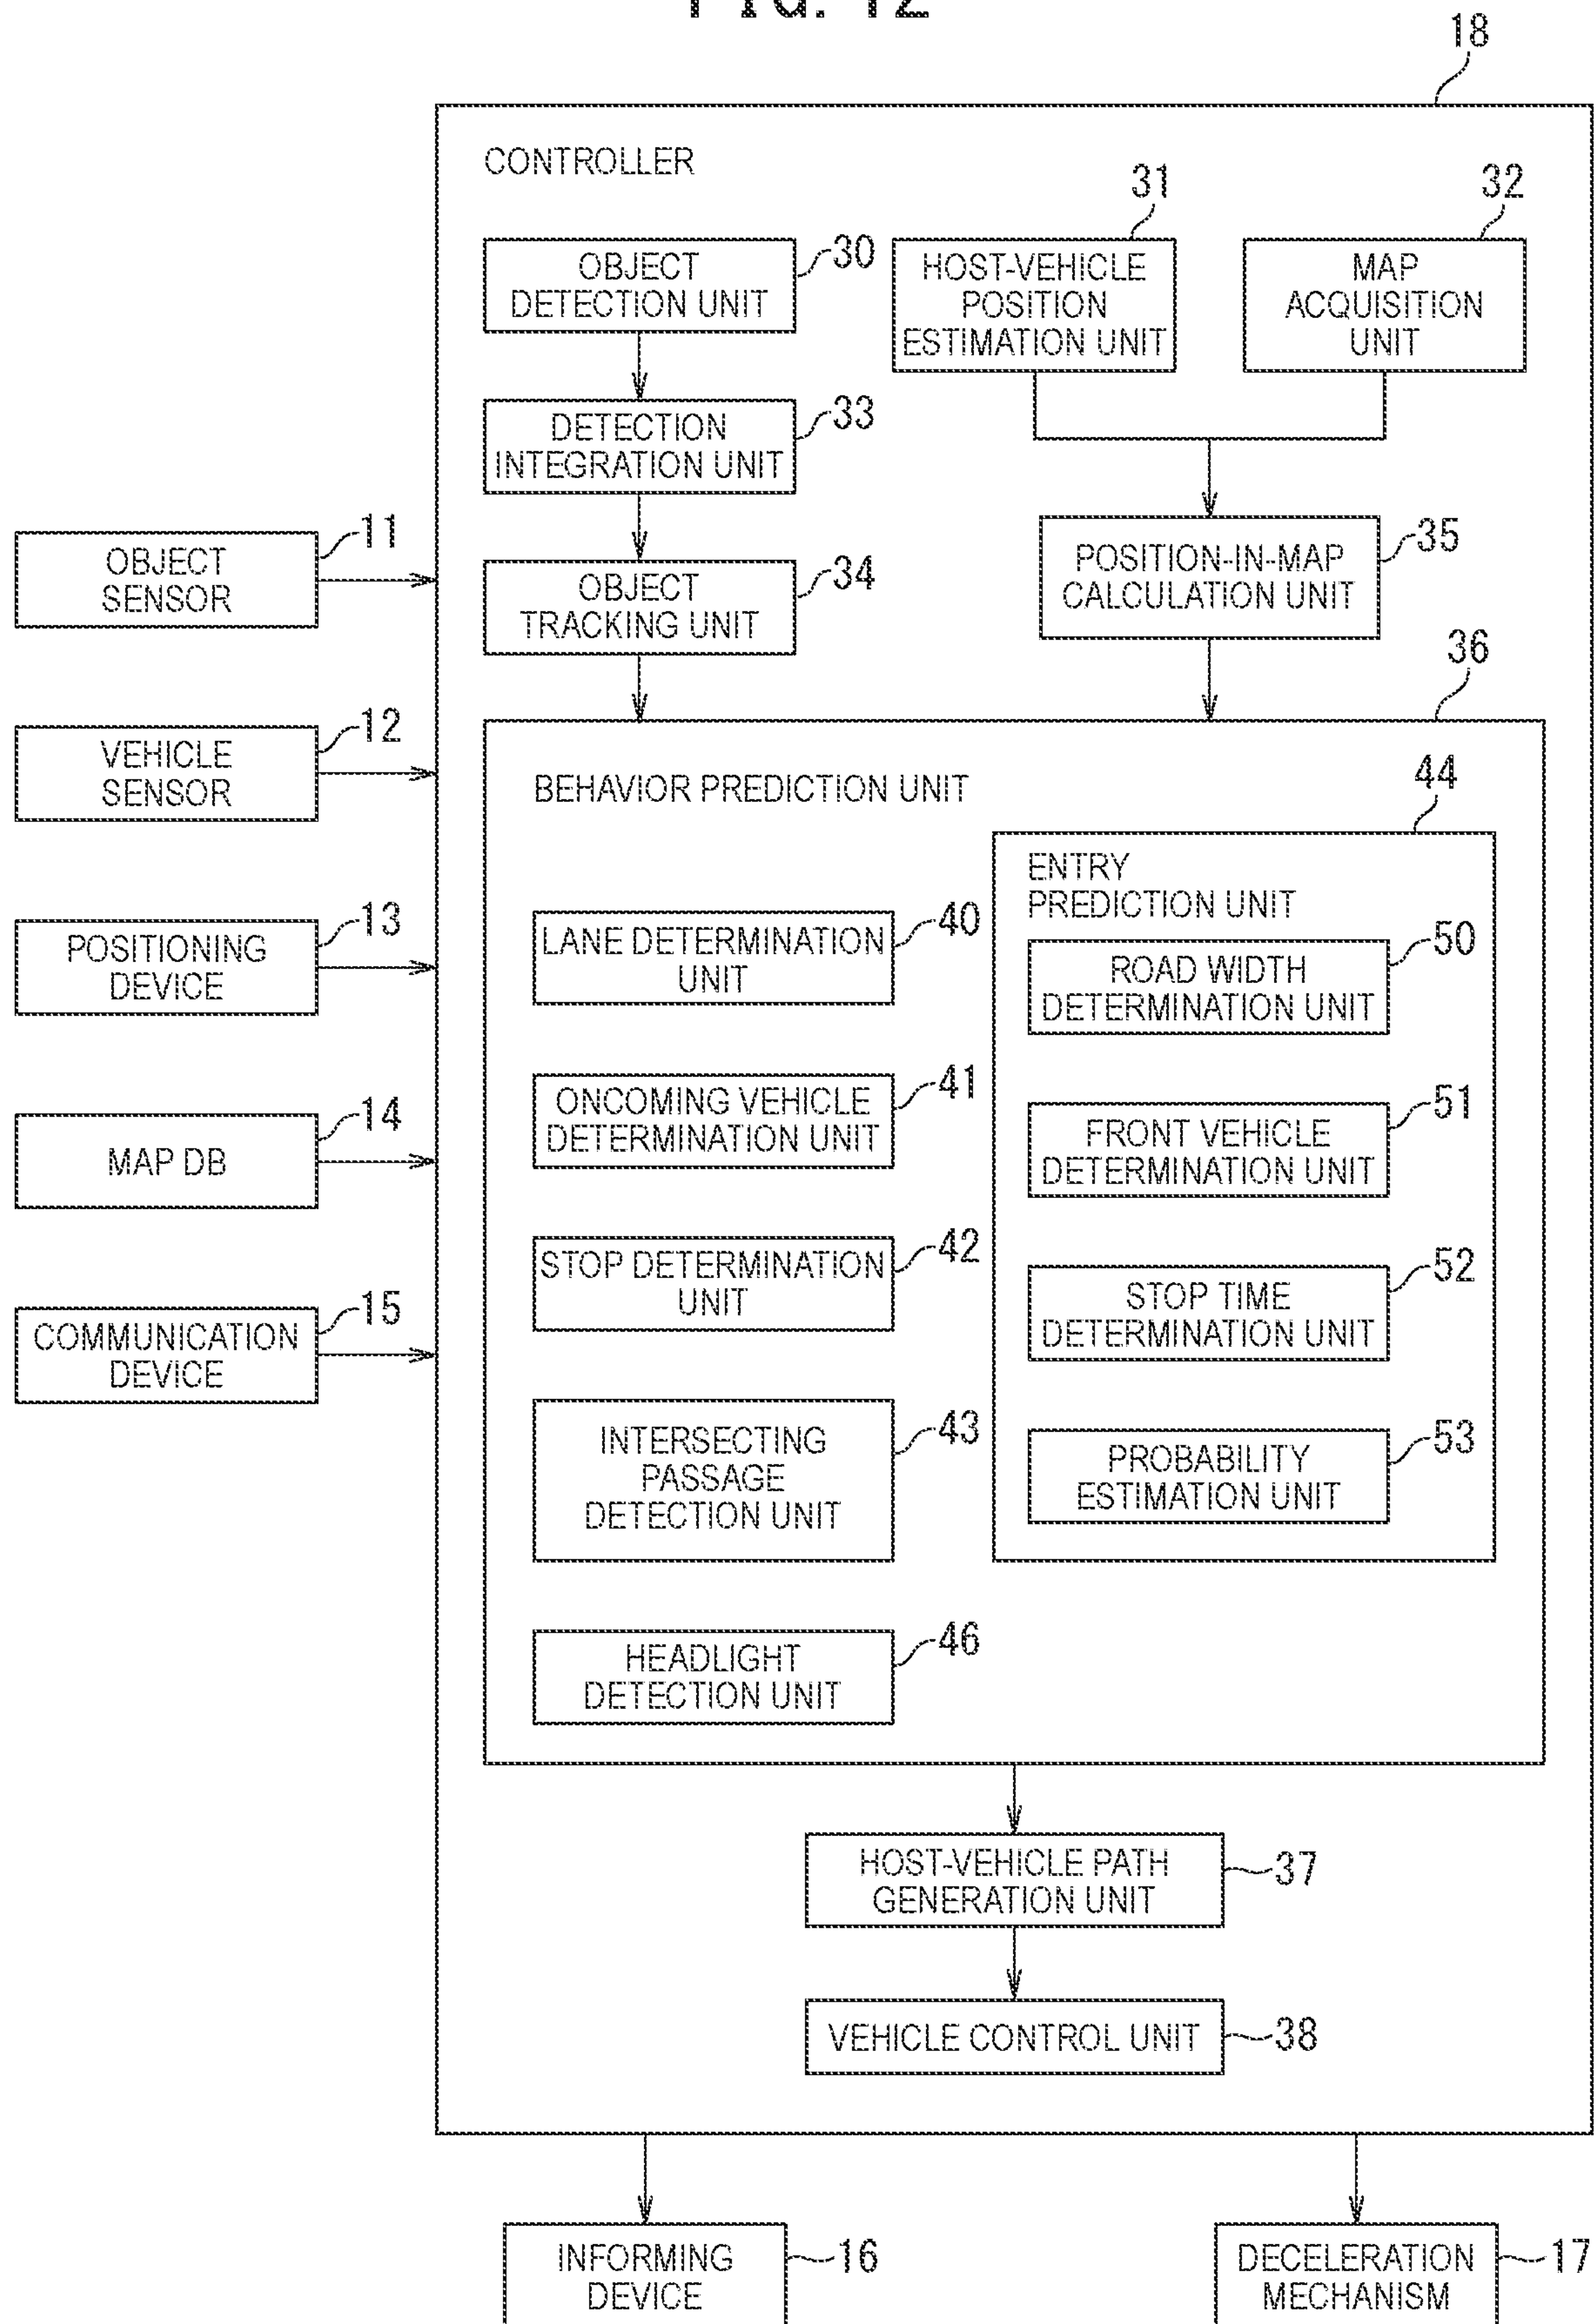 FIG. 12
18
CONTROLLER
31
32
OBJECT
DETECTION UNIT
30
HOST-VEHICLE
POSITION
ESTIMATION UNIT
MAP
ACQUISITION
UNIT
DETECTION
INTEGRATION UNIT
33
OBJECT
SENSOR
11
OBJECT
TRACKING UNIT
34
POSITION-IN-MAP
CALCULATION UNIT
35
36
VEHICLE
SENSOR
12
BEHAVIOR PREDICTION UNIT
44
ENTRY
PREDICTION UNIT
POSITIONING
DEVICE
13
LANE DETERMINATION
UNIT
40
ROAD WIDTH
DETERMINATION UNIT
50
MAP DB
14
ONCOMING VEHICLE
DETERMINATION UNIT
41
FRONT VEHICLE
DETERMINATION UNIT
51
COMMUNICATION
DEVICE
15
STOP DETERMINATION
UNIT
42
STOP TIME
DETERMINATION UNIT
52
INTERSECTING
PASSAGE
DETECTION UNIT
43
PROBABILITY
ESTIMATION UNIT
53
HEADLIGHT
DETECTION UNIT
46
HOST-VEHICLE PATH
GENERATION UNIT
37
VEHICLE CONTROL UNIT
38
INFORMING
DEVICE
16
DECELERATION
MECHANISM
17